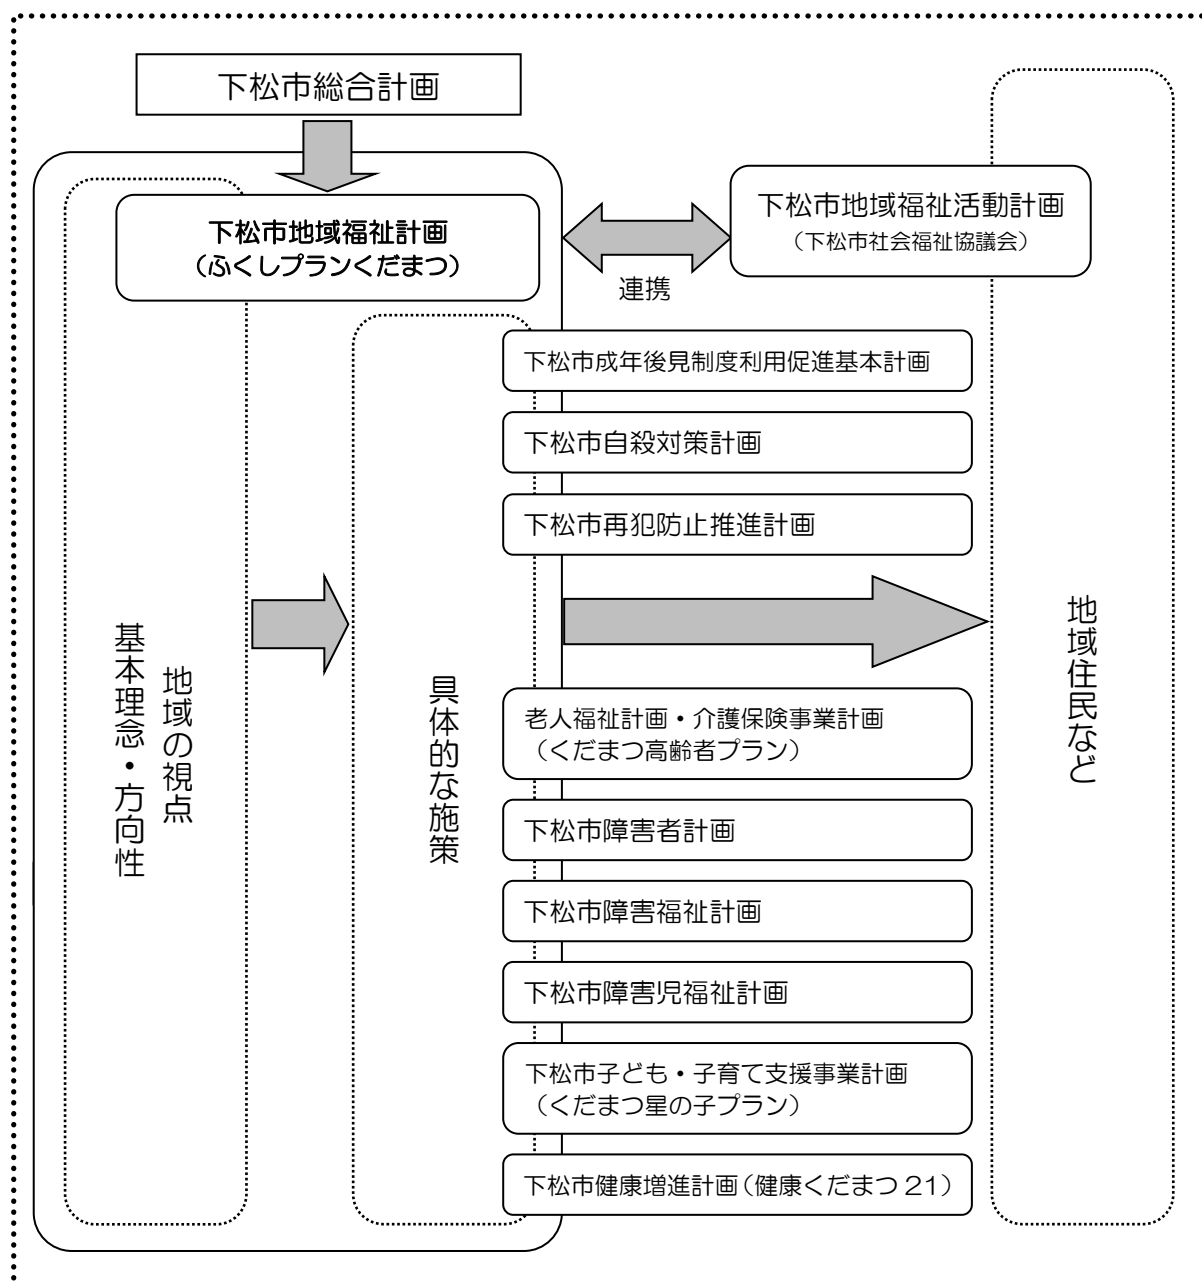 下松市総合計画
下松市地域福祉計画
（ふくしプランくだまつ）
連携
下松市地域福祉活動計画
（下松市社会福祉協議会）
下松市成年後見制度利用促進基本計画
下松市自殺対策計画
下松市再犯防止推進計画
地域の視点
基本理念・方向性
具体的な施策
地域住民など
老人福祉計画・介護保険事業計画
（くだまつ高齢者プラン）
下松市障害者計画
下松市障害福祉計画
下松市障害児福祉計画
下松市子ども・子育て支援事業計画
（くだまつ星の子プラン）
下松市健康増進計画（健康くだまつ 21）